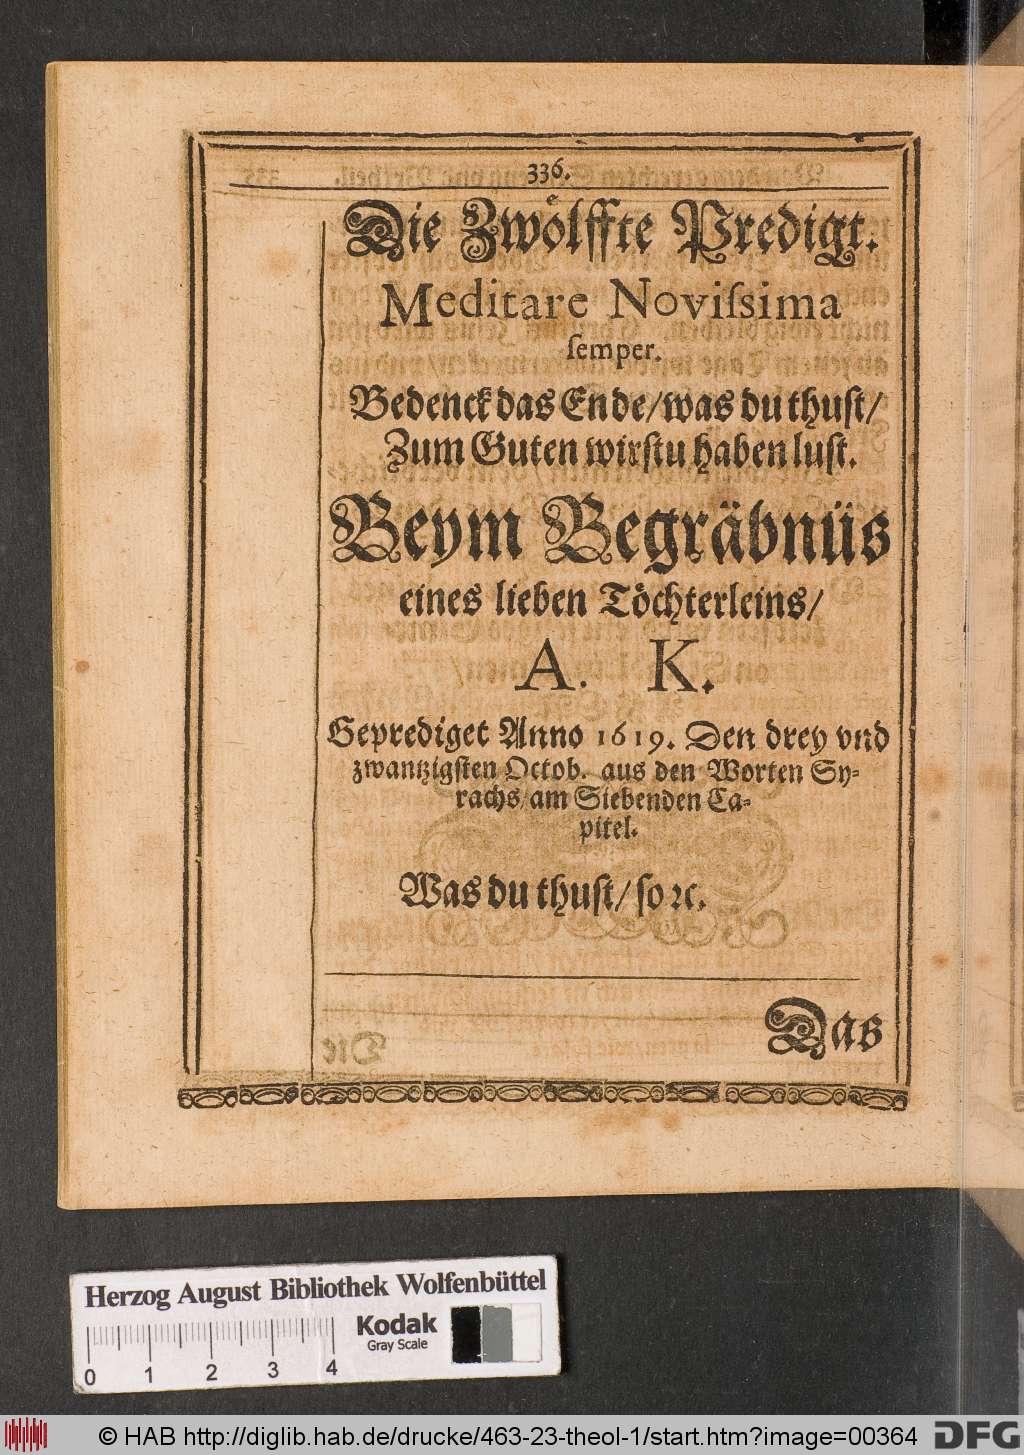 336.
Die Zwölffte Predigt.
Meditare Noviſsima
ſemper.
Bedenck das Ende/was du thuſt/
Zum Guten wirſtu haben luſt.
Beym Begräbnüs
eines lieben Töchterleins/
A. K.
Geprediget Anno 1619. Den drey vnd
zwantzigſten Octob. aus den Worten Sy-
rachs/am Siebenden Ca-
pitel.
Was du thuſt/ ſo ꝛc.
Das
Herzog August Bibliothek Wolfenbüttel
Kodak
Gray Scale
0 1 2 3 4
© HAB http://diglib.hab.de/drucke/463-23-theol-1/start.htm?image=00364
DFG